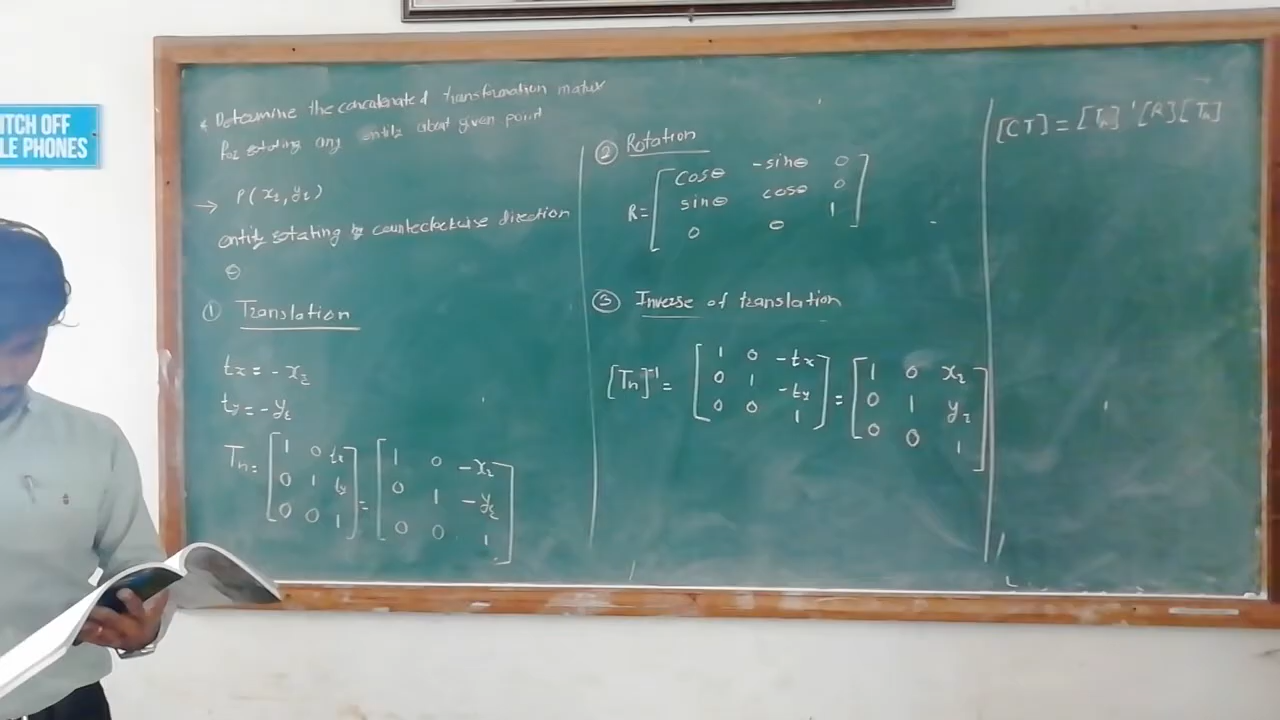 ITCH OFF
LE PHONES
* Determine the concatenated transformation matrix
for rotating any entity about given point
→ P(x₂, y₂)
entity rotating by counterclockwise direction
θ
① Translation
tx = - x₂
ty = - y₂
Tₙ = [1 0 tx; 0 1 ty; 0 0 1] = [1 0 -x₂; 0 1 -y₂; 0 0 1]
② Rotation
R = [cosθ -sinθ 0; sinθ cosθ 0; 0 0 1]
③ Inverse of translation
[Tₙ]⁻¹ = [1 0 -tx; 0 1 -ty; 0 0 1] = [1 0 x₂; 0 1 y₂; 0 0 1]
[CT] = [Tₙ]⁻¹ [R] [Tₙ]